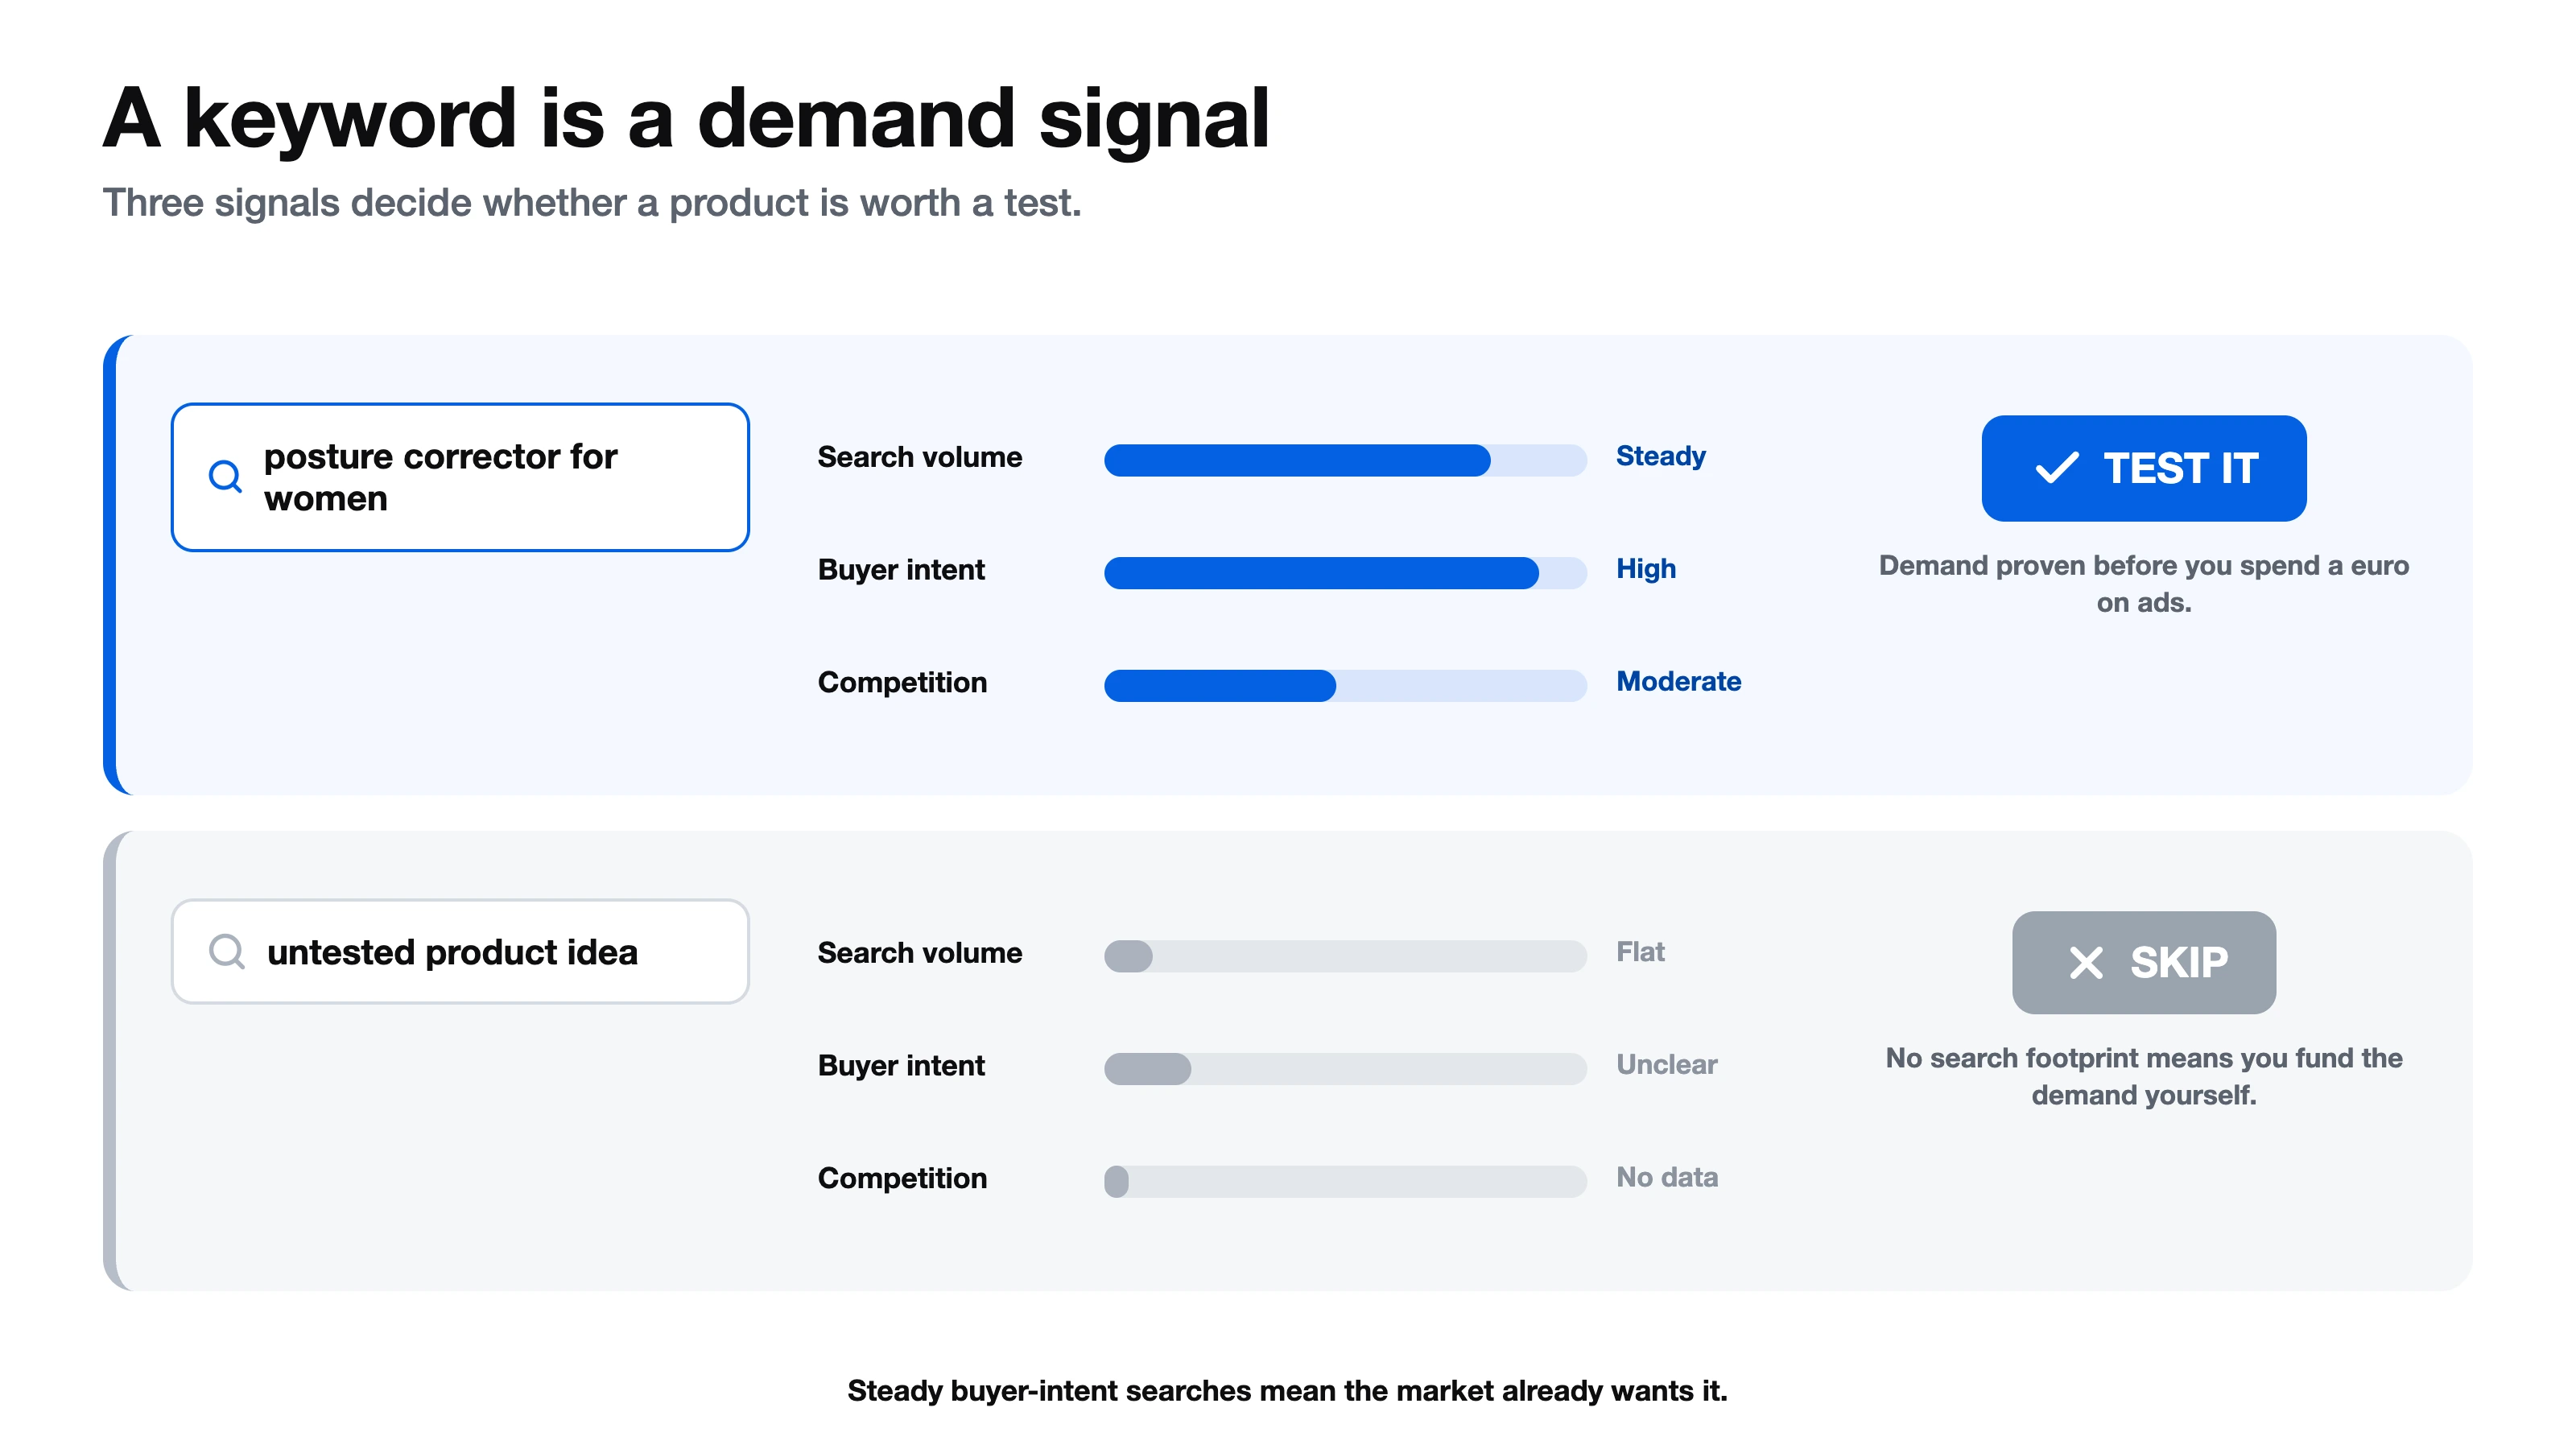 A keyword is a demand signal
Three signals decide whether a product is worth a test.
posture corrector for
women
Search volume
Steady
Buyer intent
High
Competition
Moderate
TEST IT
Demand proven before you spend a euro
on ads.
untested product idea
Search volume
Flat
Buyer intent
Unclear
Competition
No data
SKIP
No search footprint means you fund the
demand yourself.
Steady buyer-intent searches mean the market already wants it.